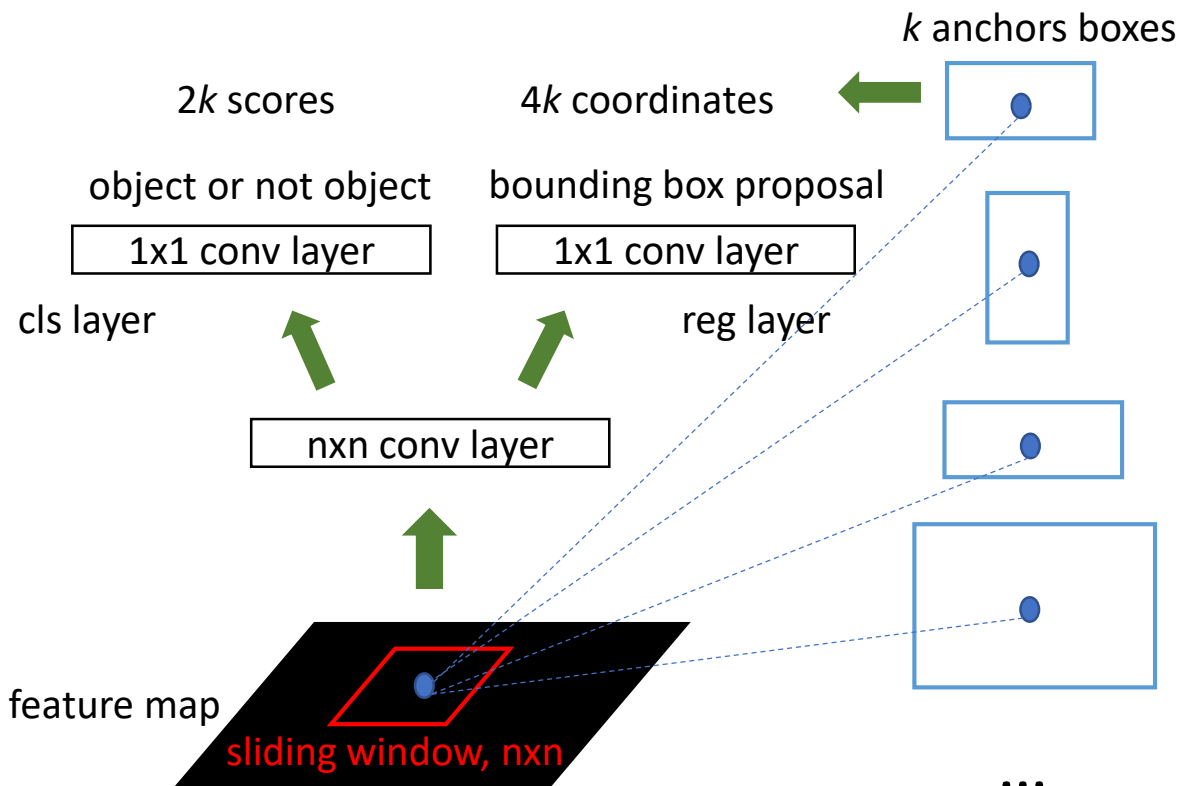 k anchors boxes
2k scores
4k coordinates
object or not object
bounding box proposal
1x1 conv layer
1x1 conv layer
cls layer
reg layer
nxn conv layer
feature map
sliding window, nxn
...